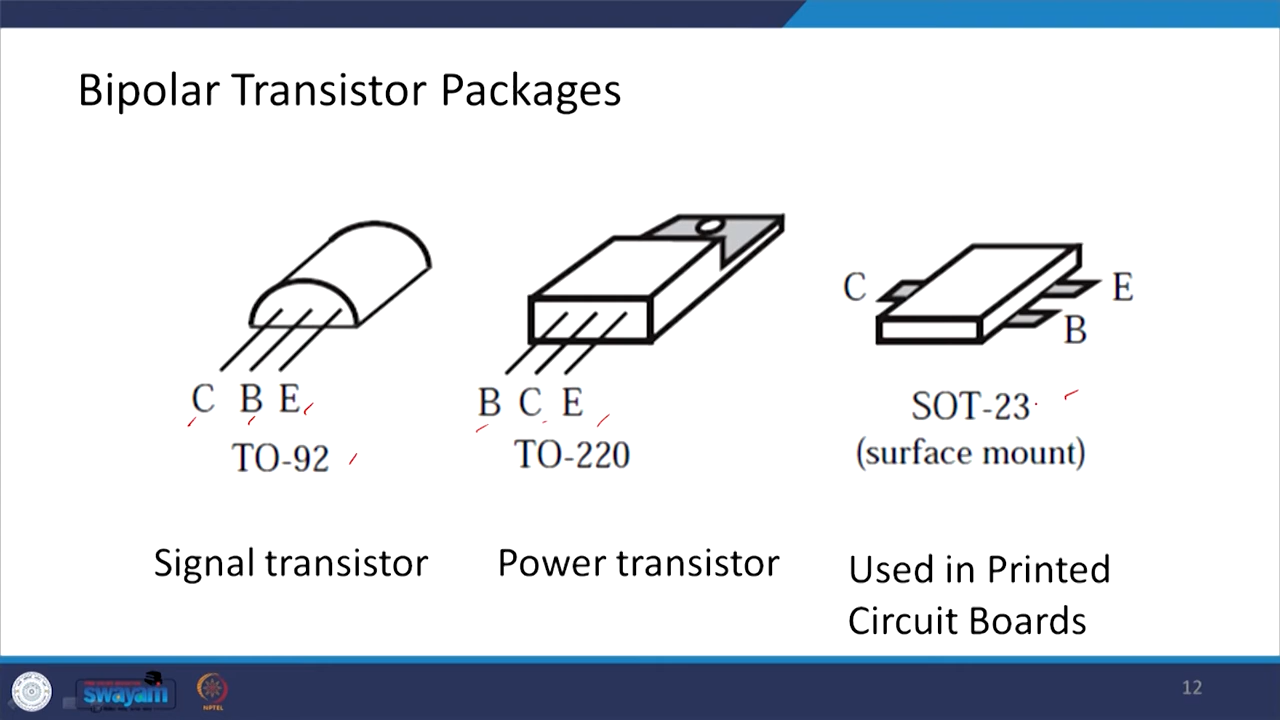 Bipolar Transistor Packages
C B E
TO-92
Signal transistor
B C E
TO-220
Power transistor
C
E
B
SOT-23
(surface mount)
Used in Printed
Circuit Boards
swayam
NPTEL
12